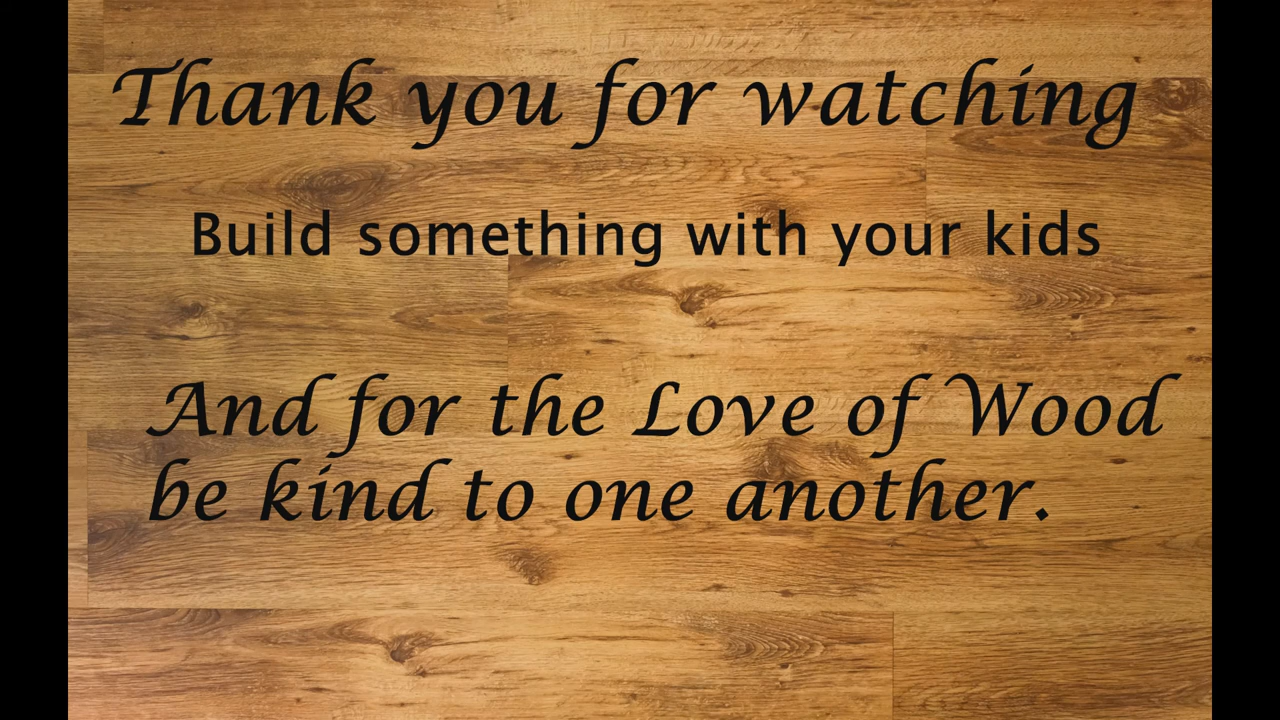 Thank you for watching
Build something with your kids
And for the Love of Wood
be kind to one another.